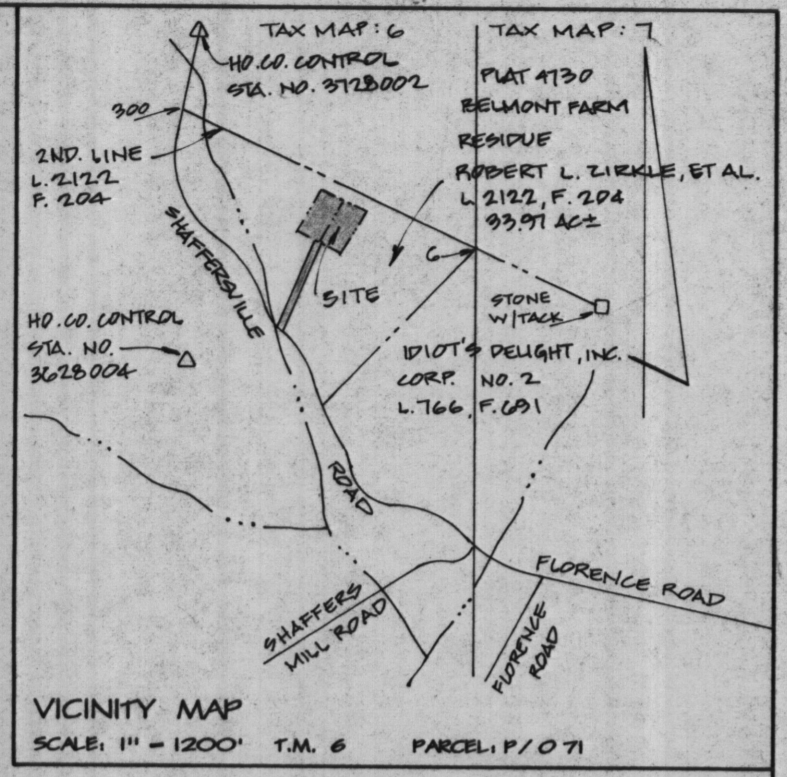 TAX MAP: 6
TAX MAP: 7
HO. CO. CONTROL
STA. NO. 3728002
PLAT 4730
BELMONT FARM
RESIDUE
ROBERT L. ZIRKLE, ET AL.
L. 2122, F. 204
33.97 AC±
300
2ND. LINE
L. 2122
F. 204
SHAFFERSVILLE
SITE
6
STONE
W/TACK
HO. CO. CONTROL
STA. NO.
3628004
IDIOT'S DELIGHT, INC.
CORP. NO. 2
L. 766, F. 691
ROAD
FLORENCE ROAD
SHAFFERS
MILL ROAD
FLORENCE
ROAD
VICINITY MAP
SCALE: 1" - 1200' T.M. 6 PARCEL: P/O 71